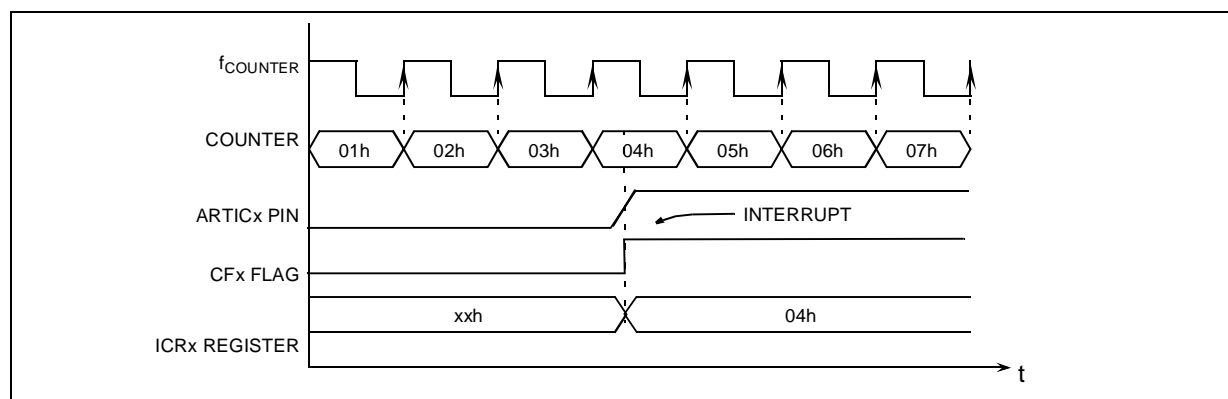 fCOUNTER
COUNTER
01h 02h 03h 04h 05h 06h 07h
ARTICx PIN
INTERRUPT
CFx FLAG
xxh 04h
ICRx REGISTER
t